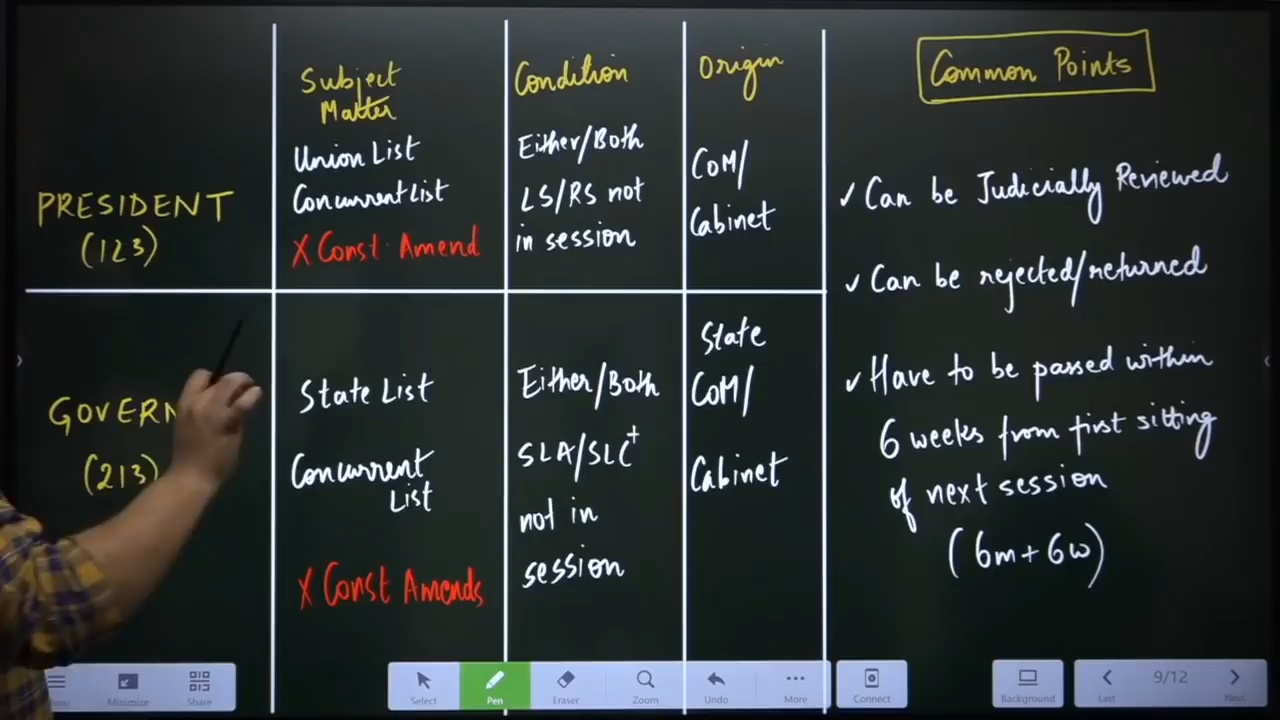 Subject
Matter
Condition
Origin
Common Points
PRESIDENT
(123)
Union List
Concurrent List
X Const. Amend
Either/Both
LS/RS not
in session
CoM/
Cabinet
State List
Concurrent
List
X Const Amends
Either/Both
SLA/SLC+
not in
session
State
CoM/
Cabinet
(213)
✓ Can be Judicially Reviewed
✓ Can be rejected/returned
✓ Have to be passed within
6 weeks from first sitting
of next session
(6m+6w)
Minimize
Share
Select
Pen
Eraser
Zoom
Undo
More
Connect
Background
Last
9/12
Next